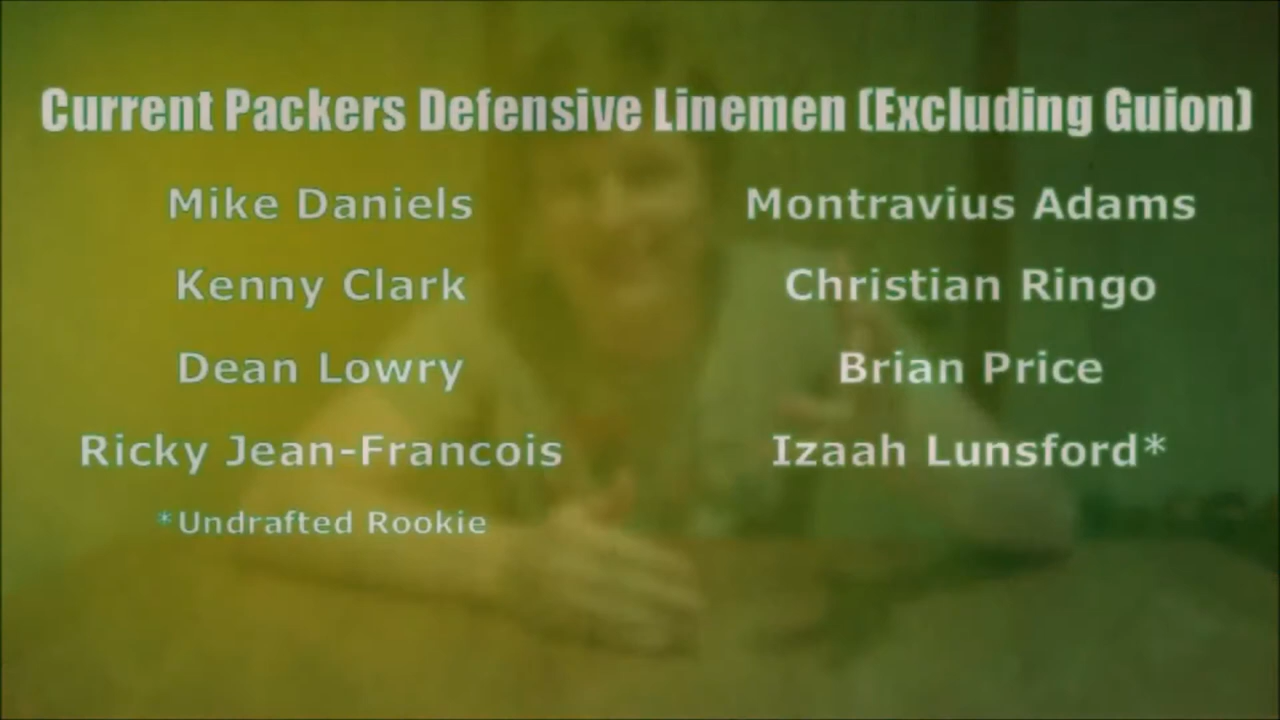 Current Packers Defensive Linemen (Excluding Guion)
Mike Daniels
Kenny Clark
Dean Lowry
Ricky Jean-Francois
*Undrafted Rookie
Montravius Adams
Christian Ringo
Brian Price
Izaah Lunsford*